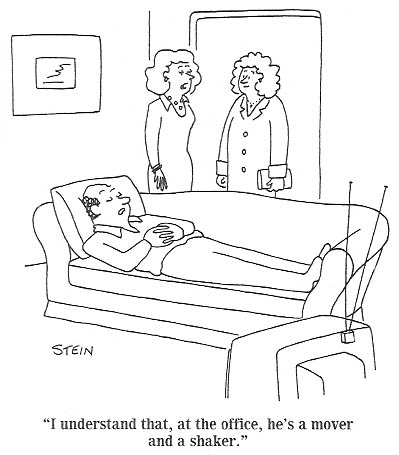 STEIN
“I understand that, at the office, he’s a mover
and a shaker.”